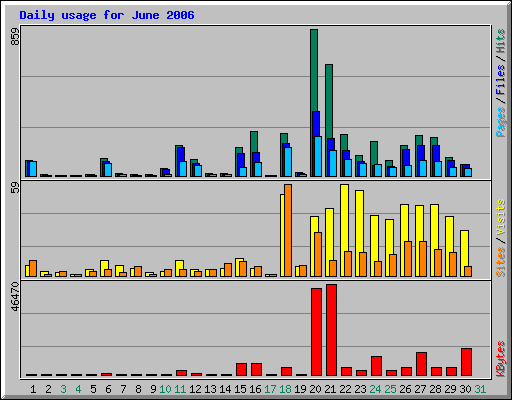 Daily usage for June 2006
859
Pages / Files / Hits
59
Sites / Visits
46470
KBytes
1 2 3 4 5 6 7 8 9 10 11 12 13 14 15 16 17 18 19 20 21 22 23 24 25 26 27 28 29 30 31